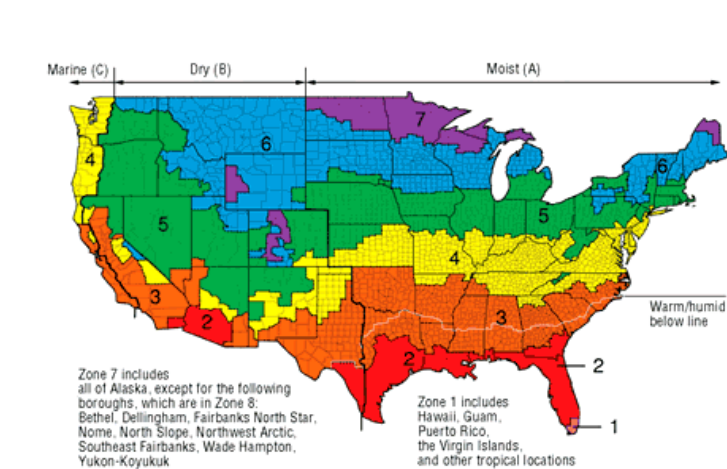 Marine (C) Dry (B) Moist (A)
7
6
4
6
5
5
4
3
3
2
Warm/humid
below line
2
2
1
Zone 7 includes
all of Alaska, except for the following
boroughs, which are in Zone 8:
Bethel, Dellingham, Fairbanks North Star,
Nome, North Slope, Northwest Arctic,
Southeast Fairbanks, Wade Hampton,
Yukon-Koyukuk
Zone 1 includes
Hawaii, Guam,
Puerto Rico,
the Virgin Islands,
and other tropical locations